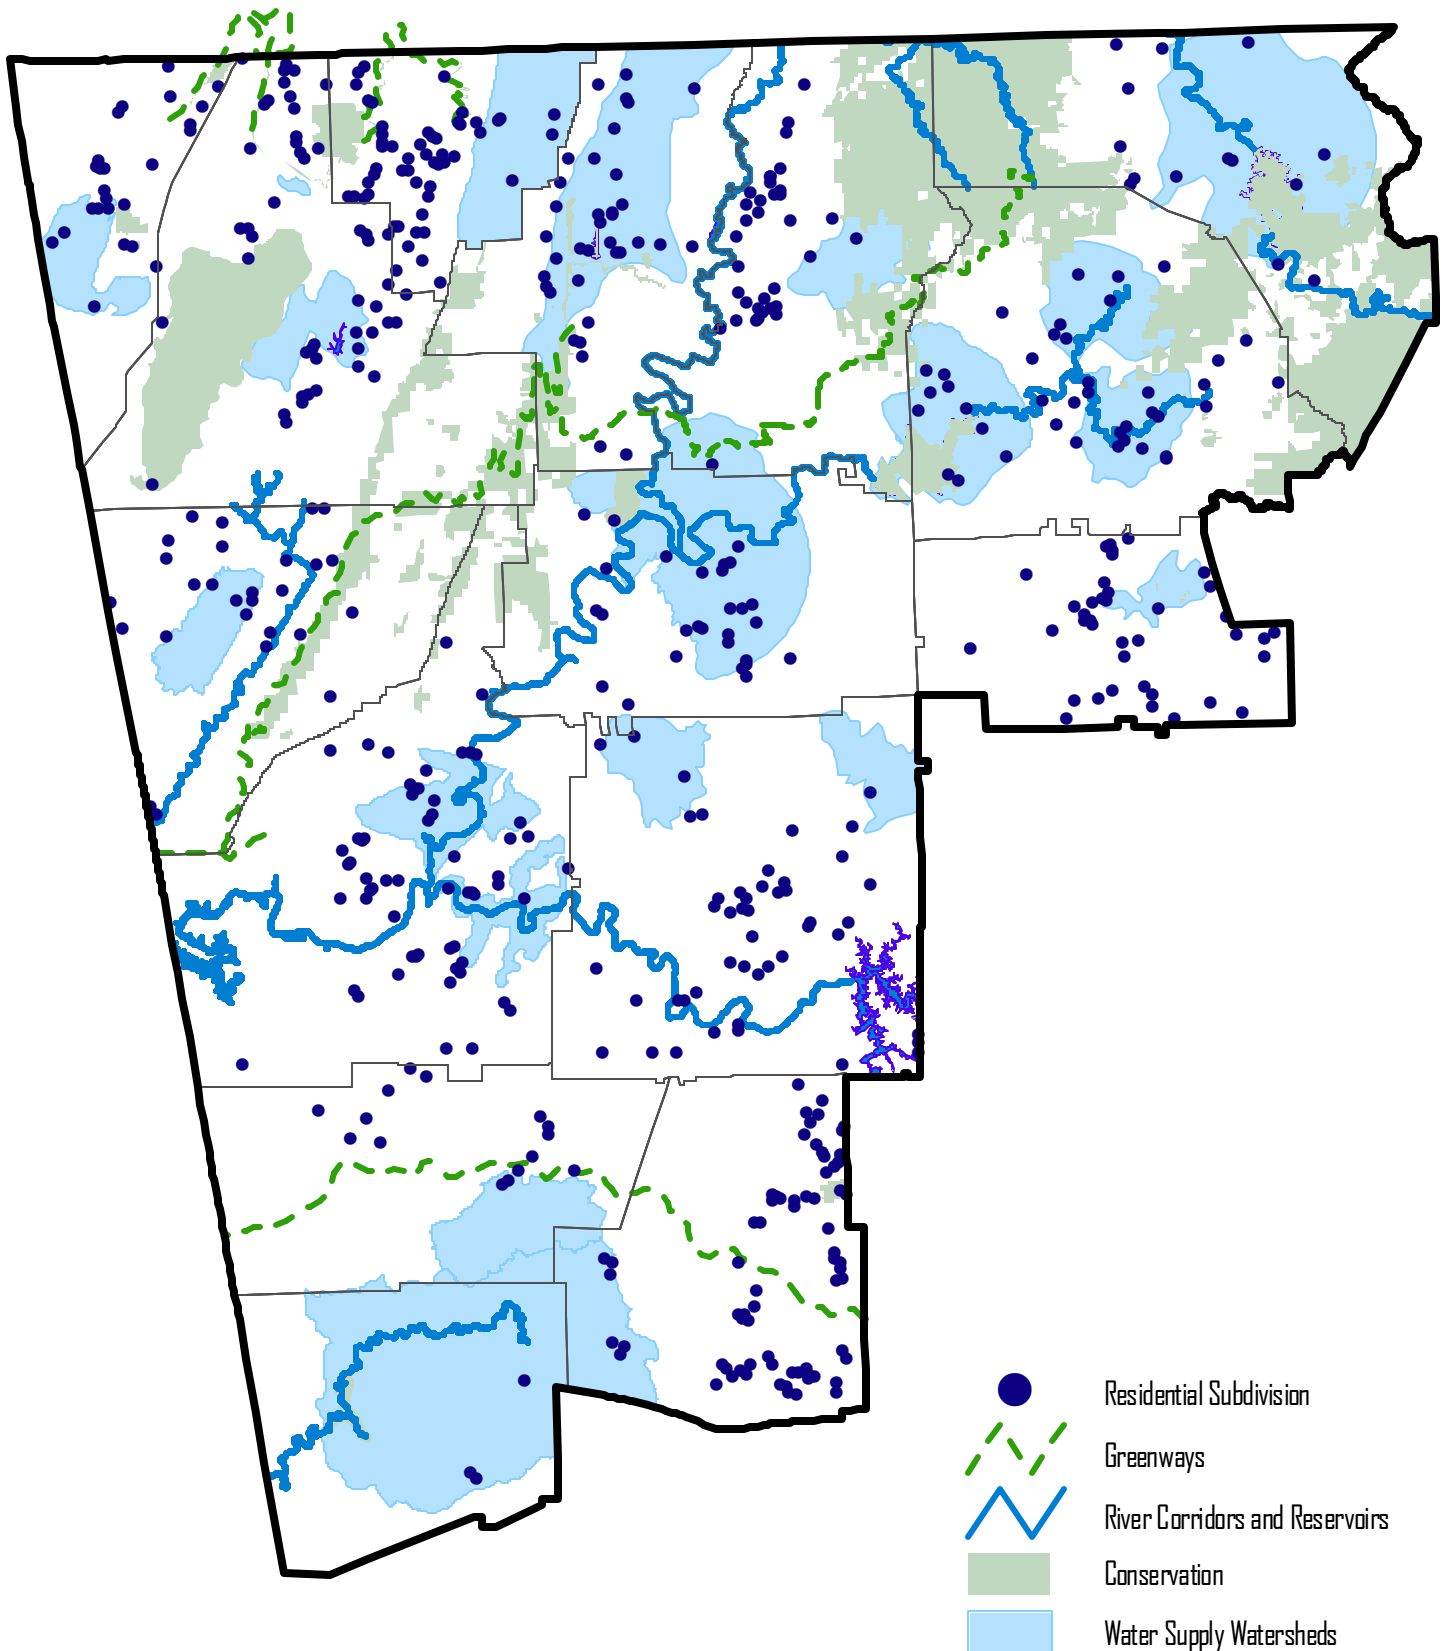 Residential Subdivision
Greenways
River Corridors and Reservoirs
Conservation
Water Supply Watersheds